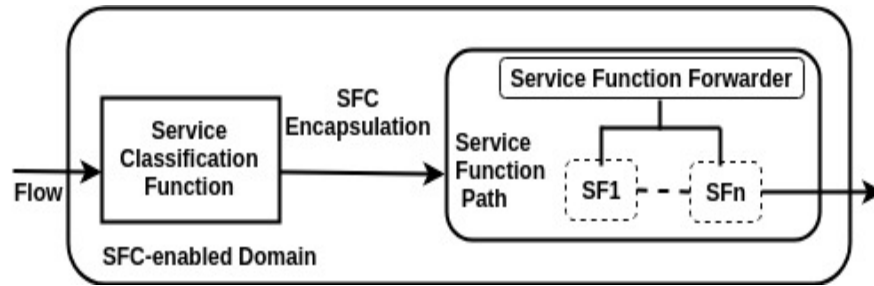 Flow
Service
Classification
Function
SFC
Encapsulation
Service Function Forwarder
Service
Function
Path
SF1
SFn
SFC-enabled Domain